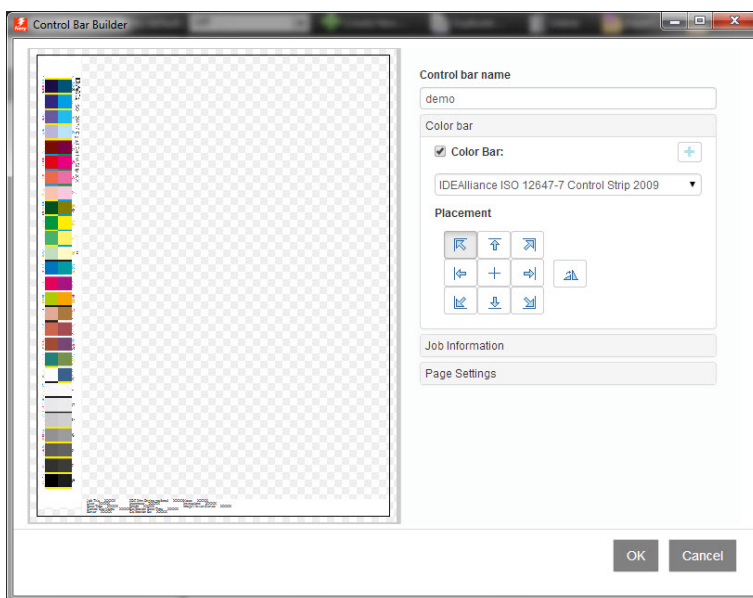 Control Bar Builder
Control bar name
demo
Color bar
Color Bar:
IDEAlliance ISO 12647-7 Control Strip 2009
Placement
Job Information
Page Settings
OK
Cancel